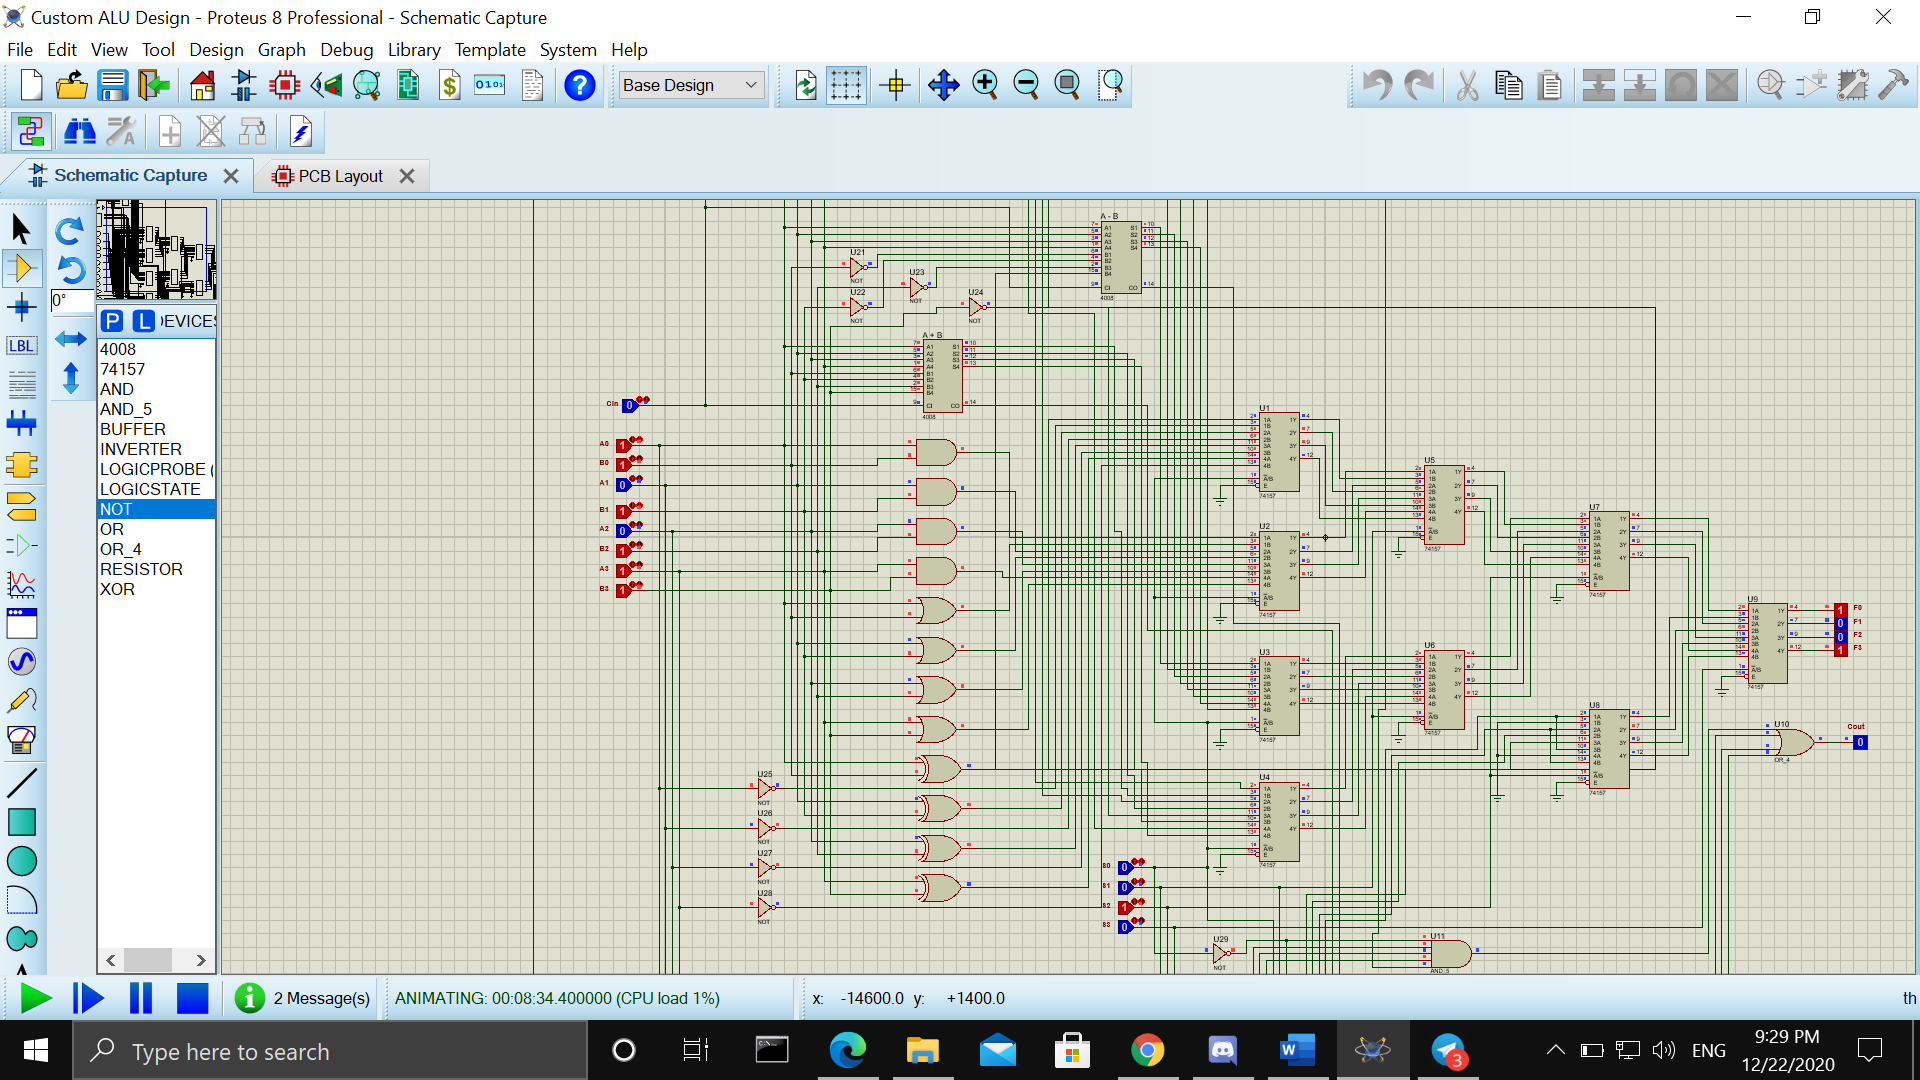 Custom ALU Design - Proteus 8 Professional - Schematic Capture
File Edit View Tool Design Graph Debug Library Template System Help
Base Design
Schematic Capture
PCB Layout
0°
P L DEVICES
LBL
4008
74157
AND
AND_5
BUFFER
INVERTER
LOGICPROBE (
LOGICSTATE
NOT
OR
OR_4
RESISTOR
XOR
A - B
4008
U21
NOT
U22
NOT
U23
NOT
U24
NOT
A + B
4008
Cin 0
A0 1
B0 1
A1 0
B1 1
A2 0
B2 1
A3 1
B3 1
U1
74157
U2
74157
U3
74157
U4
74157
U5
74157
U6
74157
U7
74157
U8
74157
U9
74157
1 F0
0 F1
0 F2
1 F3
U10
OR_4
Cout
0
U25
NOT
U26
NOT
U27
NOT
U28
NOT
S0 0
S1 0
S2 1
S3 0
U29
NOT
U11
AND_5
2 Message(s)
ANIMATING: 00:08:34.400000 (CPU load 1%)
x: -14600.0 y: +1400.0
th
Type here to search
3
ENG
9:29 PM
12/22/2020